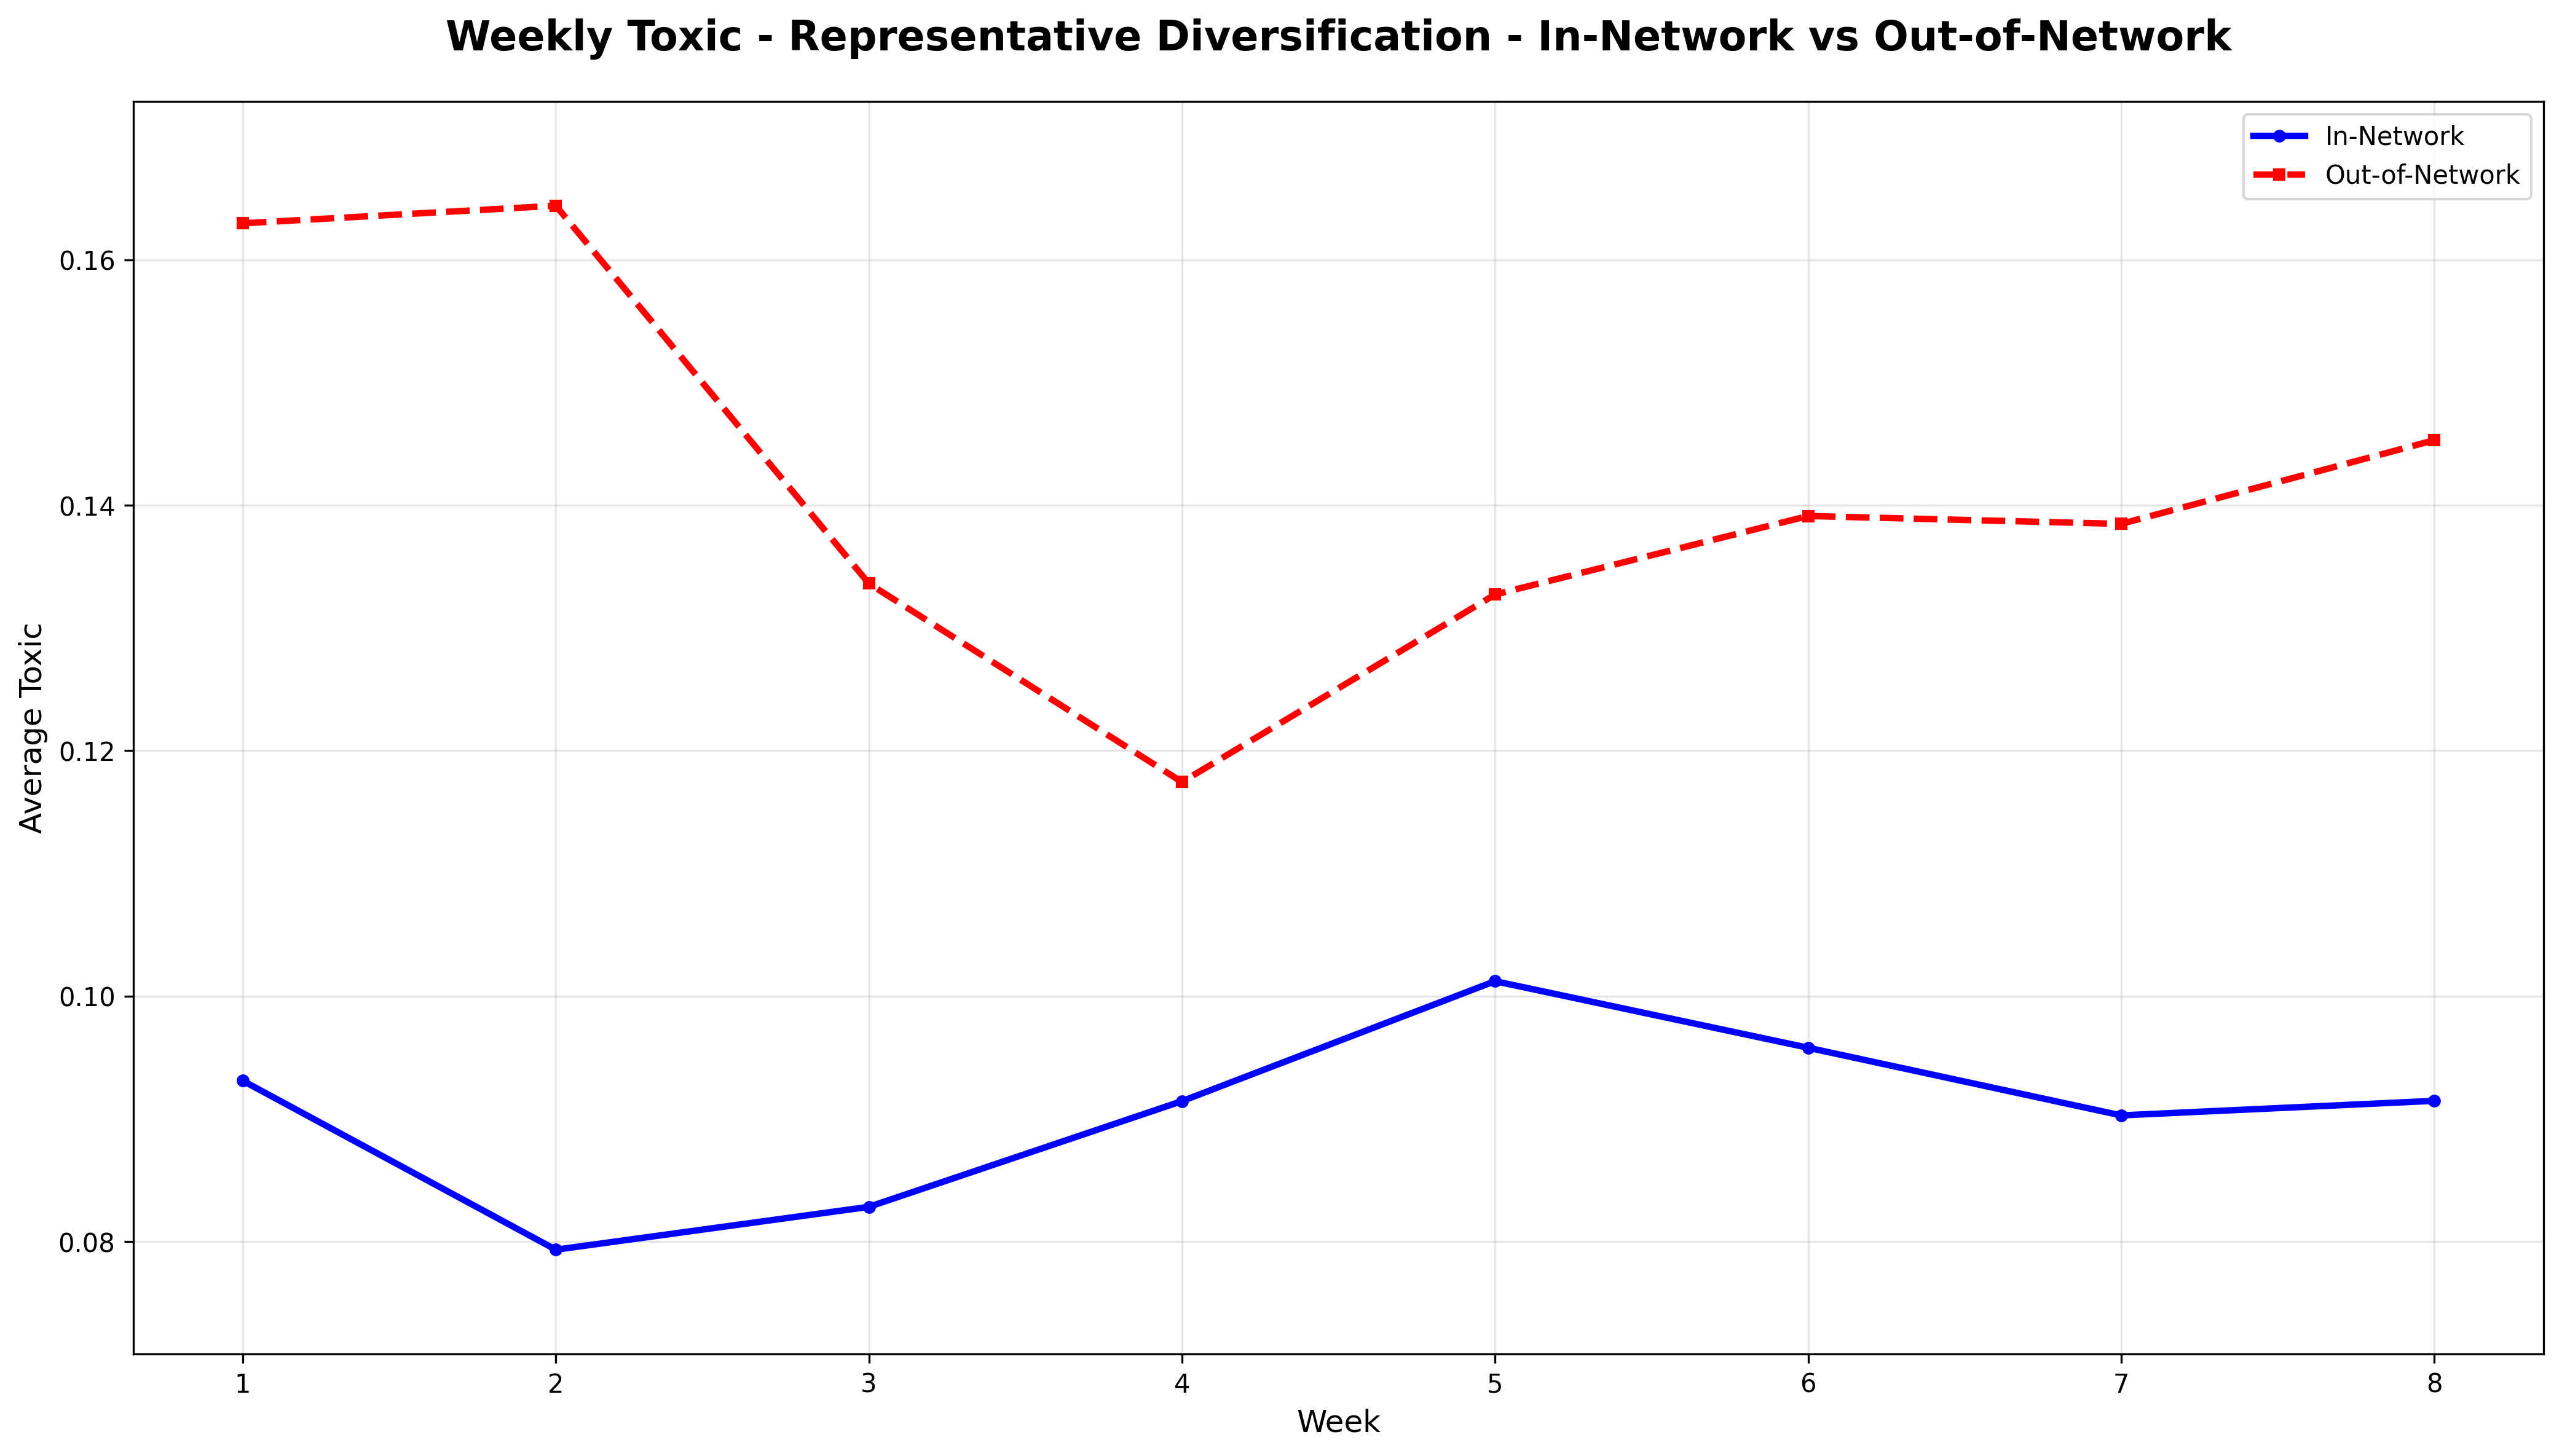 Weekly Toxic - Representative Diversification - In-Network vs Out-of-Network
In-Network
Out-of-Network
0.16
0.14
0.12
0.10
0.08
Average Toxic
1 2 3 4 5 6 7 8
Week